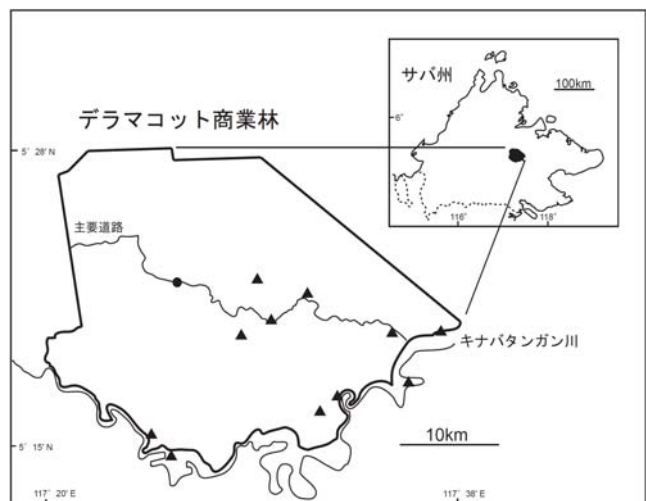 サバ州
100km
6°
デラマコット商業林
5° 28' N
116°
118°
主要道路
キナバタンガン川
10km
5° 15' N
117° 20' E
117° 38' E